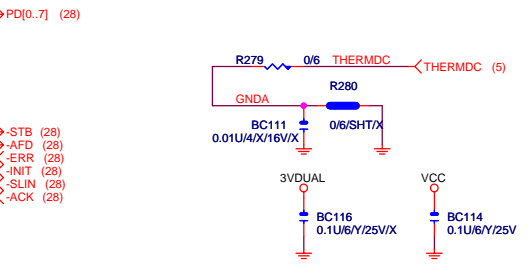 PD[0..7] (28)
R279 0/6 THERMDC
THERMDC (5)
R280
GNDA
BC111 0/6/SHT/X
0.01U/4/X/16V/X
-STB (28)
-AFD (28)
-ERR (28)
-INIT (28)
-SLIN (28)
-ACK (28)
3VDUAL VCC
BC116 BC114
0.1U/6/Y/25V/X 0.1U/6/Y/25V